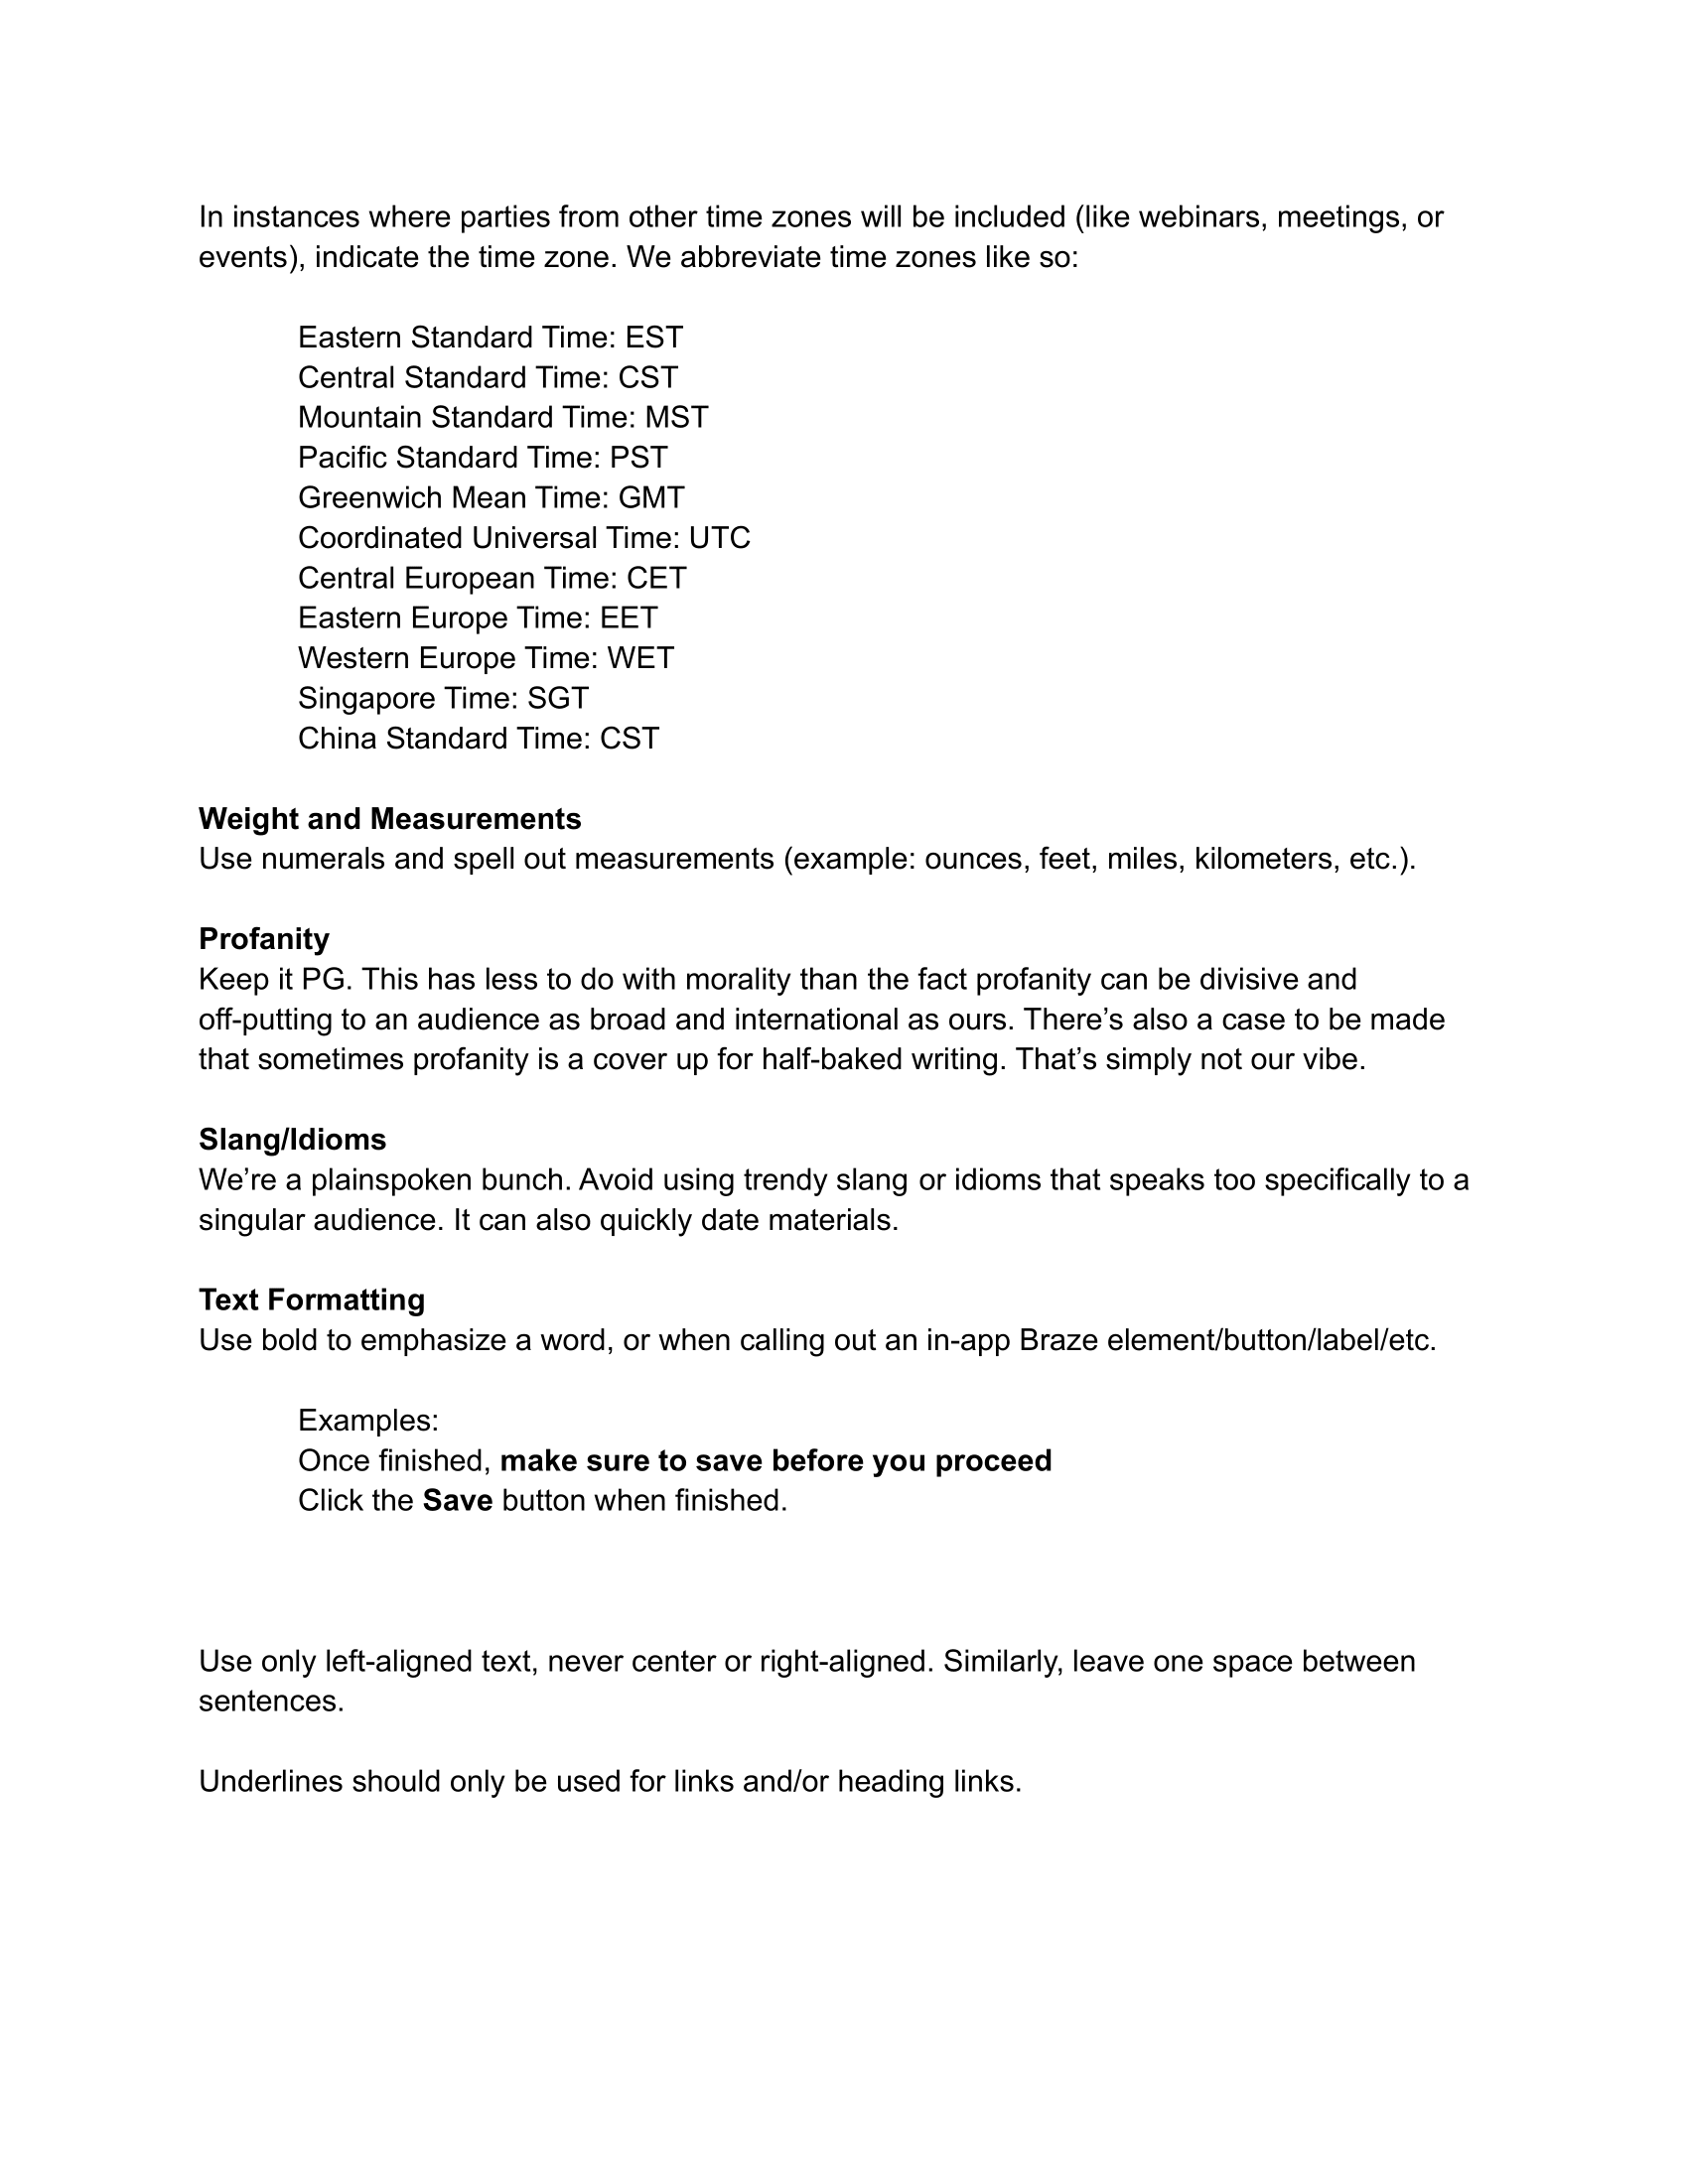 In instances where parties from other time zones will be included (like webinars, meetings, or
events), indicate the time zone. We abbreviate time zones like so:
Eastern Standard Time: EST
Central Standard Time: CST
Mountain Standard Time: MST
Pacific Standard Time: PST
Greenwich Mean Time: GMT
Coordinated Universal Time: UTC
Central European Time: CET
Eastern Europe Time: EET
Western Europe Time: WET
Singapore Time: SGT
China Standard Time: CST
Weight and Measurements
Use numerals and spell out measurements (example: ounces, feet, miles, kilometers, etc.).
Profanity
Keep it PG. This has less to do with morality than the fact profanity can be divisive and
off-putting to an audience as broad and international as ours. There’s also a case to be made
that sometimes profanity is a cover up for half-baked writing. That’s simply not our vibe.
Slang/Idioms
We’re a plainspoken bunch. Avoid using trendy slang or idioms that speaks too specifically to a
singular audience. It can also quickly date materials.
Text Formatting
Use bold to emphasize a word, or when calling out an in-app Braze element/button/label/etc.
Examples:
Once finished, make sure to save before you proceed
Click the Save button when finished.
Use only left-aligned text, never center or right-aligned. Similarly, leave one space between
sentences.
Underlines should only be used for links and/or heading links.